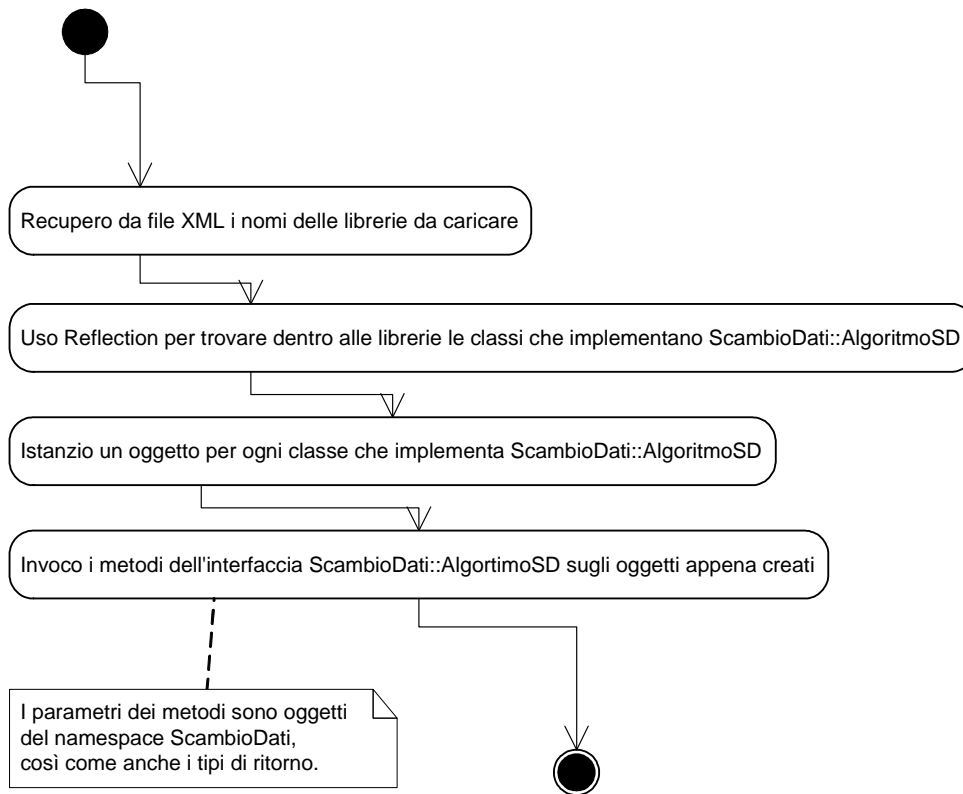 Recupero da file XML i nomi delle librerie da caricare
Uso Reflection per trovare dentro alle librerie le classi che implementano ScambioDati::AlgoritmoSD
Istanzio un oggetto per ogni classe che implementa ScambioDati::AlgoritmoSD
Invoco i metodi dell'interfaccia ScambioDati::AlgortimoSD sugli oggetti appena creati
I parametri dei metodi sono oggetti
del namespace ScambioDati,
così come anche i tipi di ritorno.